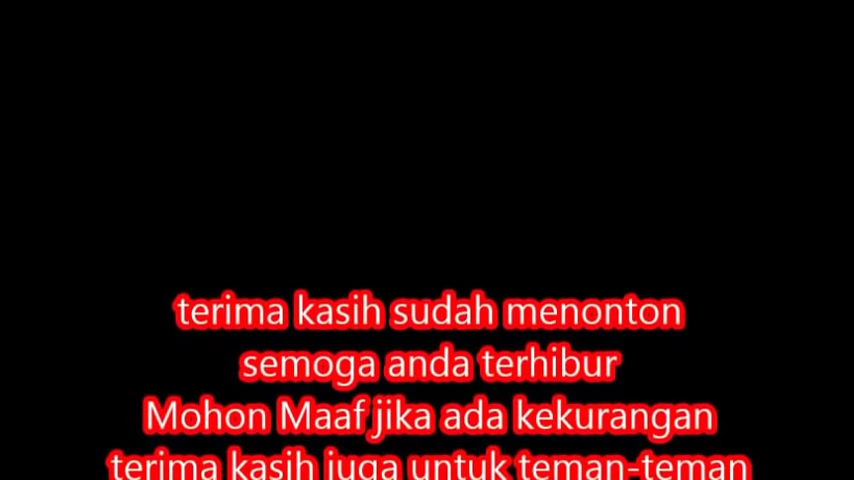 terima kasih sudah menonton
semoga anda terhibur
Mohon Maaf jika ada kekurangan
terima kasih juga untuk teman-teman